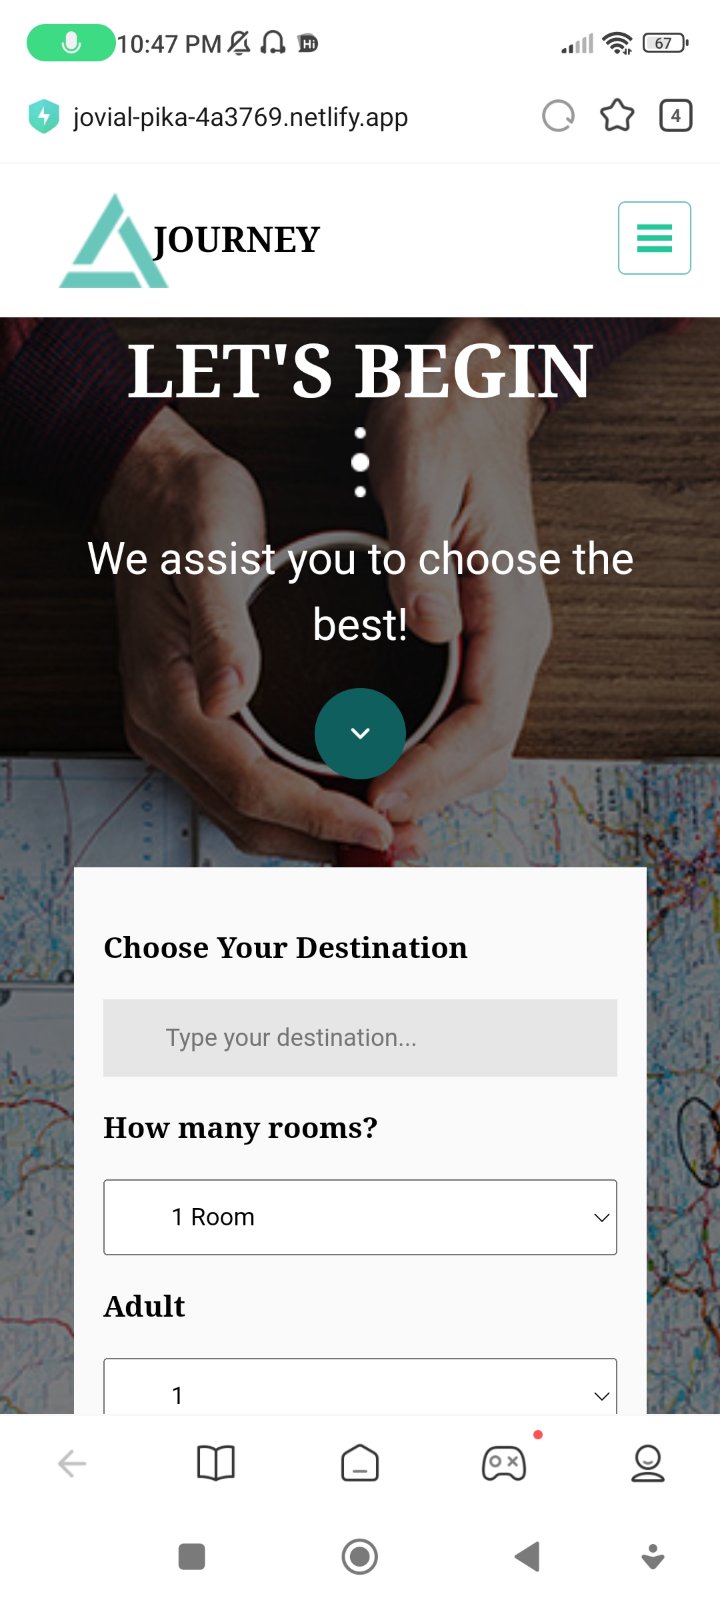 10:47 PM
Hi
67
jovial-pika-4a3769.netlify.app
4
JOURNEY
LET'S BEGIN
We assist you to choose the
best!
Choose Your Destination
Type your destination...
How many rooms?
1 Room
Adult
1